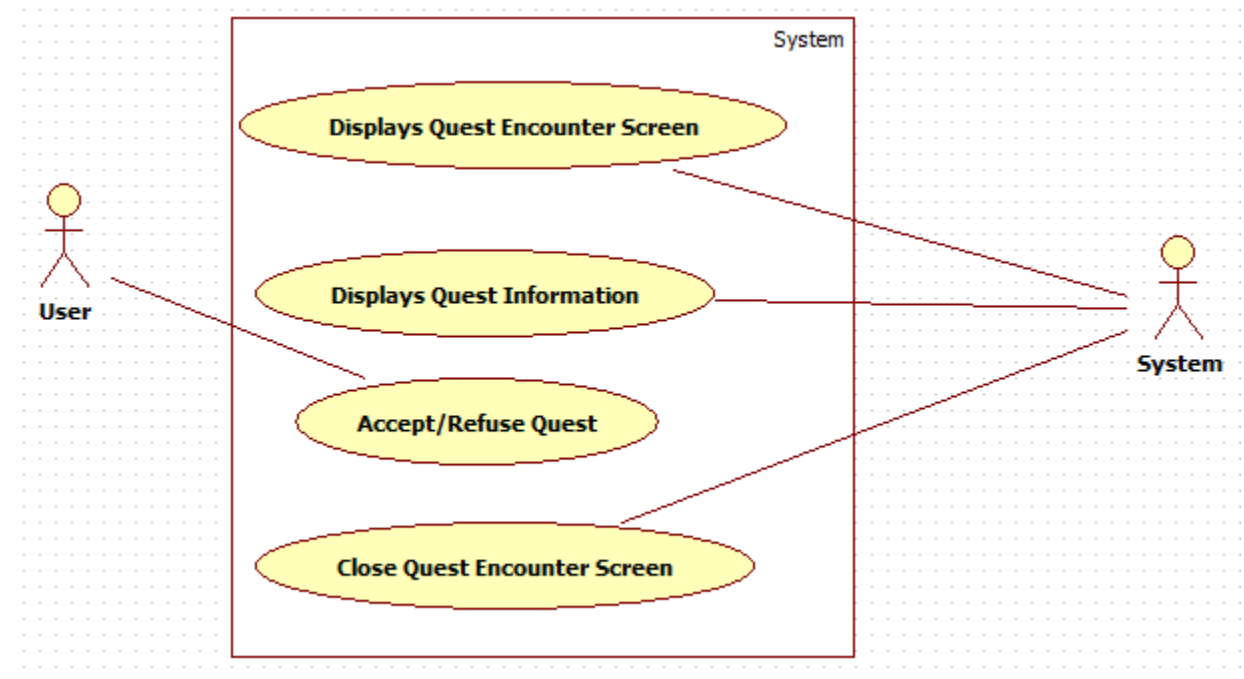 System
Displays Quest Encounter Screen
User
Displays Quest Information
System
Accept/Refuse Quest
Close Quest Encounter Screen